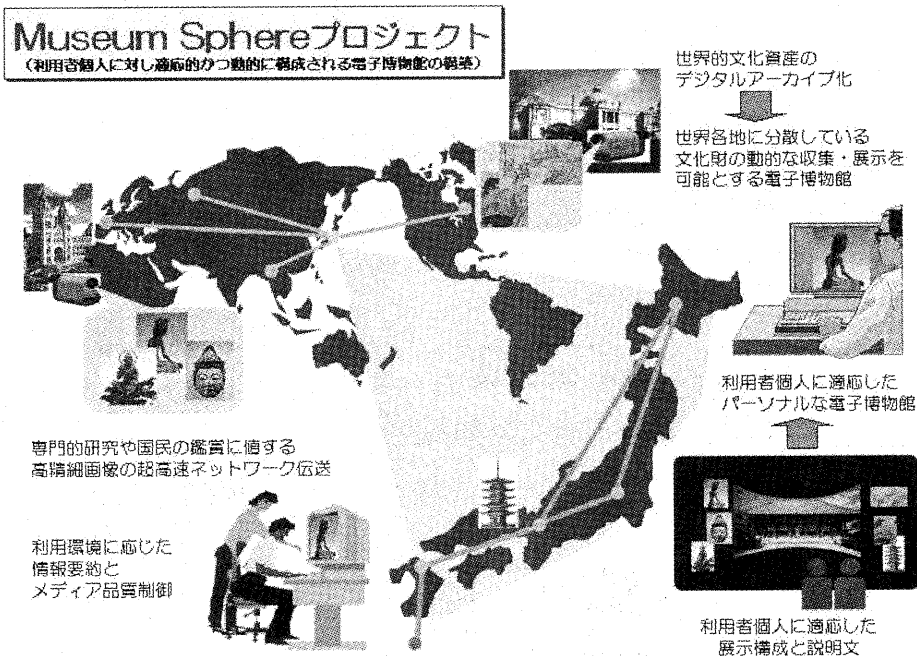 Museum Sphereプロジェクト
(利用者個人に対し適応的かつ動的に構成される電子博物館の構築)
世界的文化資産の
デジタルアーカイブ化
世界各地に分散している
文化財の動的な収集・展示を
可能とする電子博物館
利用者個人に適応した
パーソナルな電子博物館
専門的研究や国民の鑑賞に値する
高精細画像の超高速ネットワーク伝送
利用環境に応じた
情報要約と
メディア品質制御
利用者個人に適応した
展示構成と説明文